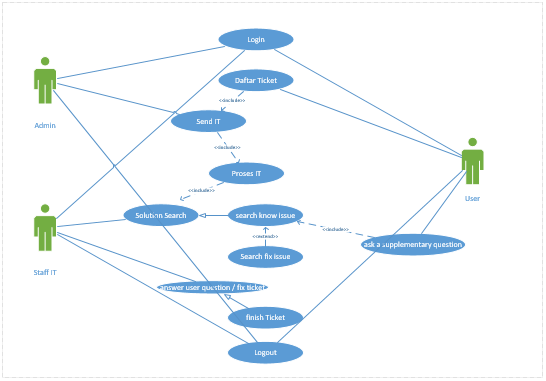 Login
Daftar Ticket
<<include>>
Send IT
Admin
<<include>>
Proses IT
<<include>>
User
Solution Search
search know issue
<<include>>
<<extend>>
ask a supplementary question
Search fix issue
Staff IT
answer user question / fix ticket
finish Ticket
Logout